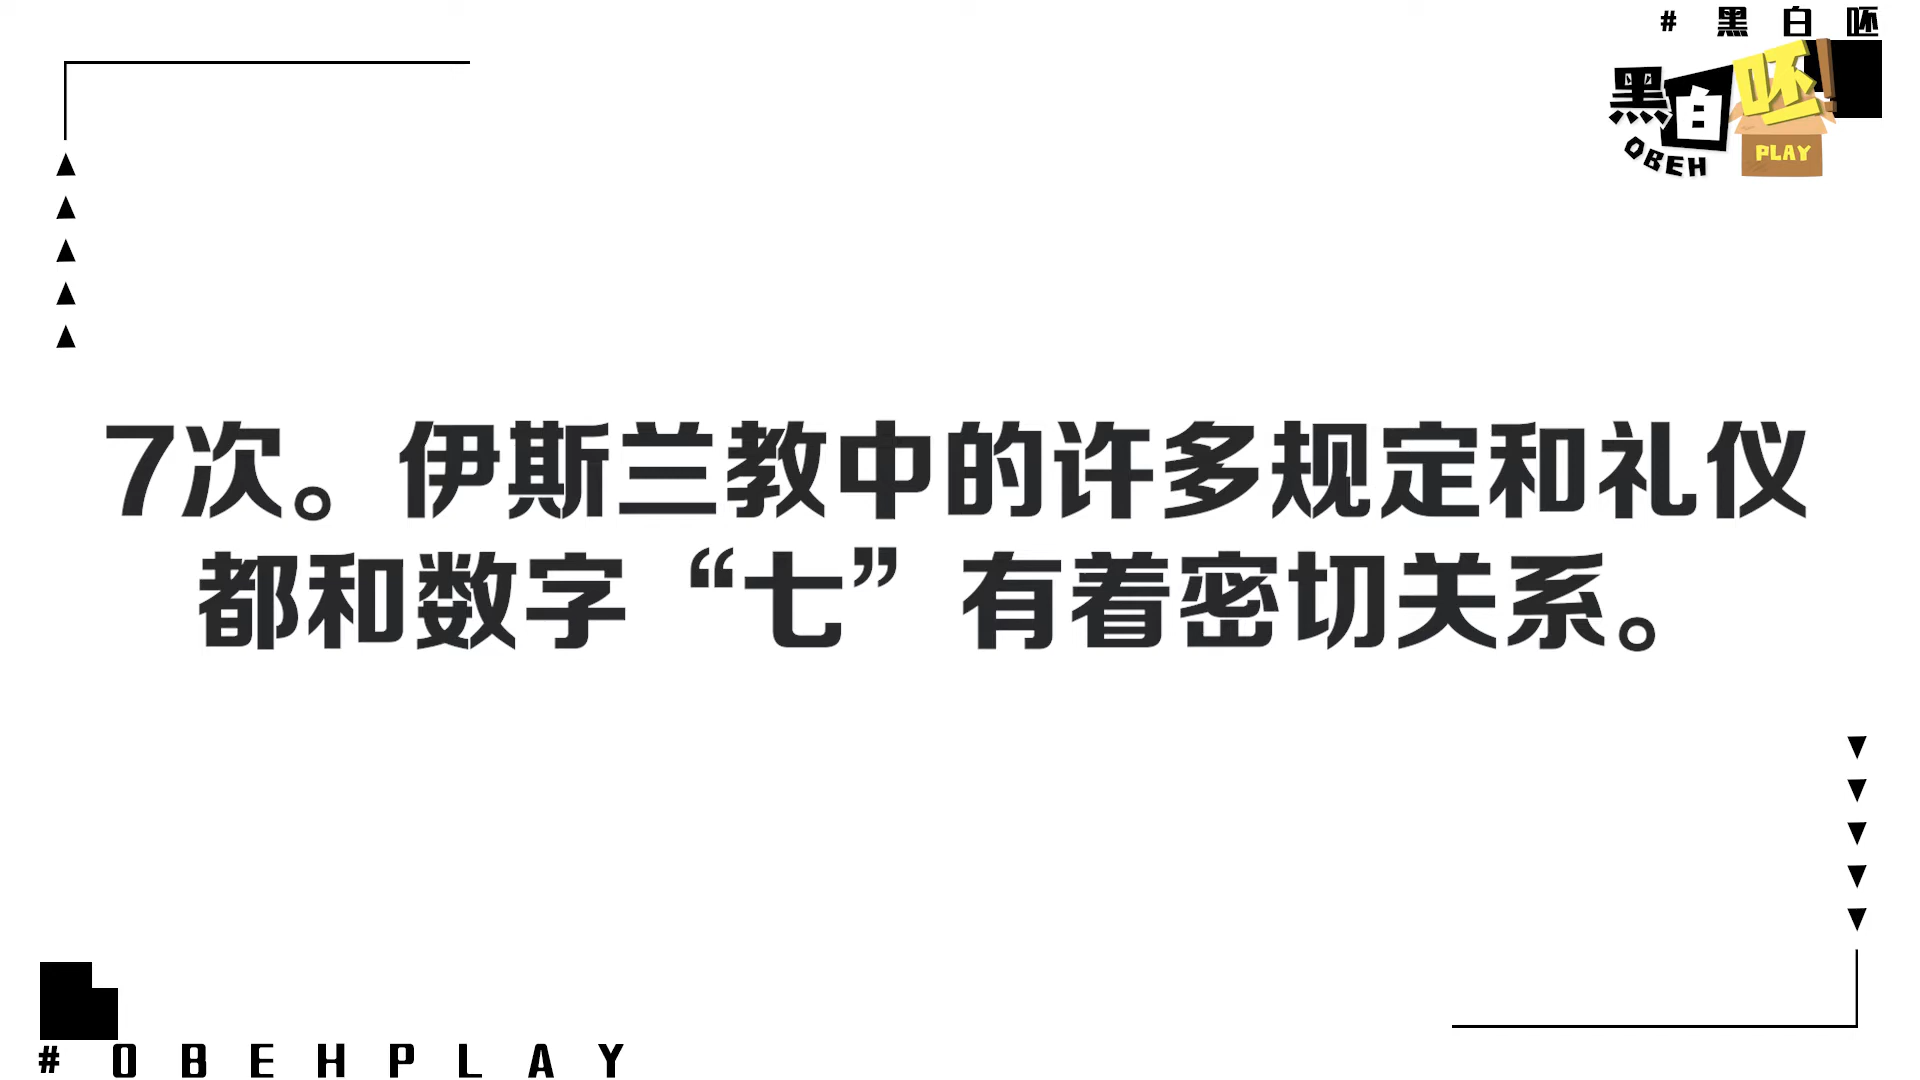 # 黑 白 呸
黑白呸!
OBEH PLAY
7次。伊斯兰教中的许多规定和礼仪
都和数字“七”有着密切关系。
# OBEHPLAY